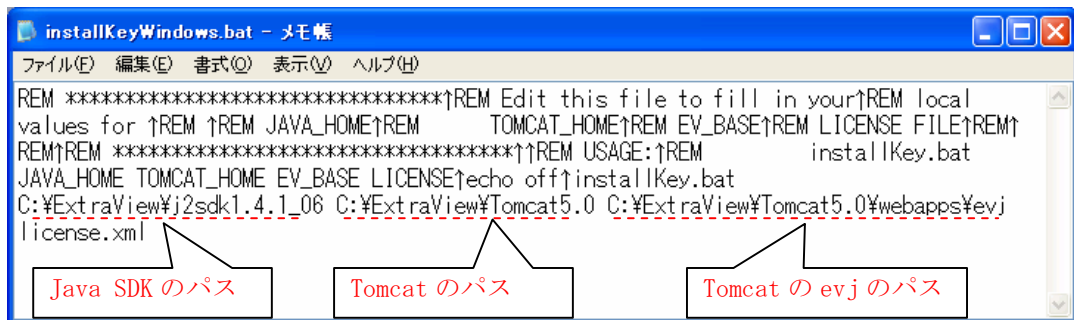 installKeyWindows.bat - メモ帳
ファイル(F) 編集(E) 書式(O) 表示(V) ヘルプ(H)
REM ********************************↑REM Edit this file to fill in your↑REM local
values for ↑REM ↑REM JAVA_HOME↑REM TOMCAT_HOME↑REM EV_BASE↑REM LICENSE FILE↑REM↑
REM↑REM **********************************↑↑REM USAGE:↑REM installKey.bat
JAVA_HOME TOMCAT_HOME EV_BASE LICENSE↑echo off↑installKey.bat
C:¥ExtraView¥j2sdk1.4.1_06 C:¥ExtraView¥Tomcat5.0 C:¥ExtraView¥Tomcat5.0¥webapps¥evj
license.xml
Java SDK のパス
Tomcat のパス
Tomcat の evj のパス